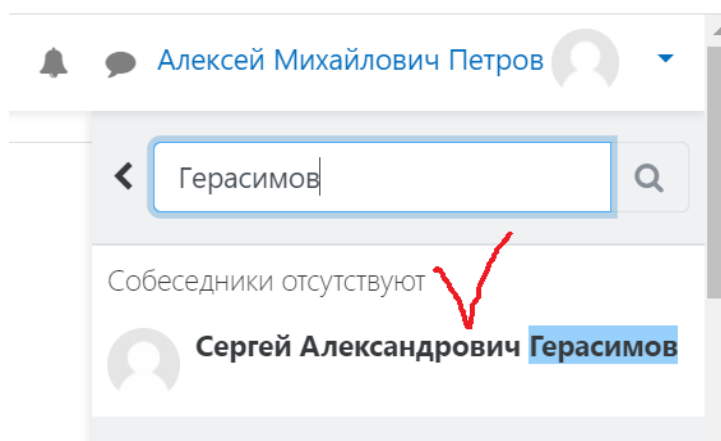 Алексей Михайлович Петров
Герасимов
Собеседники отсутствуют
Сергей Александрович Герасимов